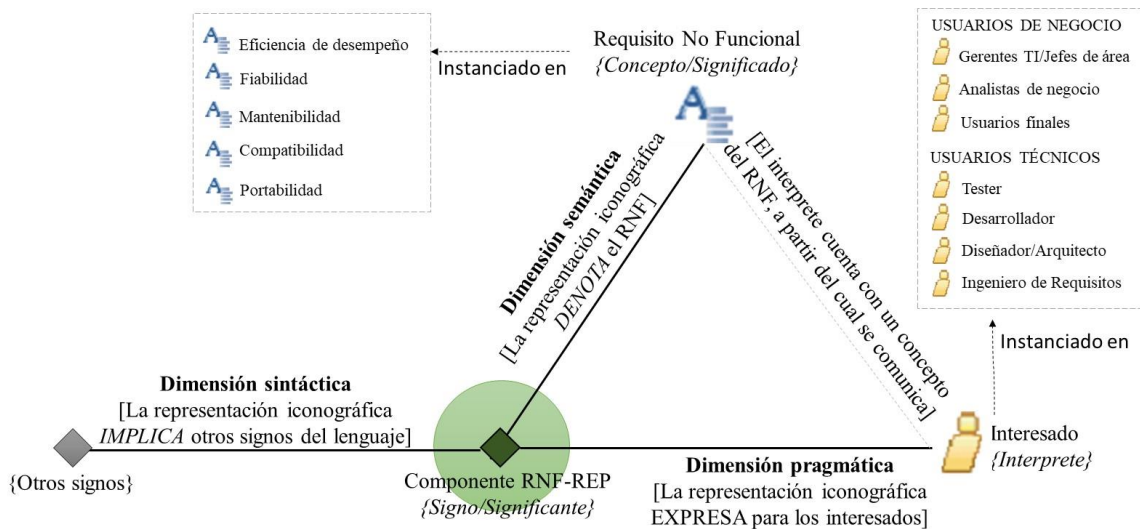 Eficiencia de desempeño
Fiabilidad
Mantenibilidad
Compatibilidad
Portabilidad
Instanciado en
Requisito No Funcional
{Concepto/Significado}
USUARIOS DE NEGOCIO
Gerentes TI/Jefes de área
Analistas de negocio
Usuarios finales
USUARIOS TÉCNICOS
Tester
Desarrollador
Diseñador/Arquitecto
Ingeniero de Requisitos
Instanciado en
Dimensión semántica
[La representación iconográfica
DENOTA el RNF]
[El interprete cuenta con un concepto
del RNF, a partir del cual se
comunica]
Dimensión sintáctica
[La representación iconográfica
IMPLICA otros signos del lenguaje]
{Otros signos}
Componente RNF-REP
{Signo/Significante}
Dimensión pragmática
[La representación iconográfica
EXPRESA para los interesados]
Interesado
{Interprete}